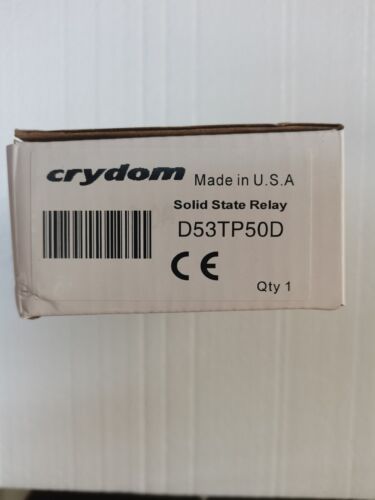 crydom Made in U.S.A
Solid State Relay
D53TP50D
CE
Qty 1